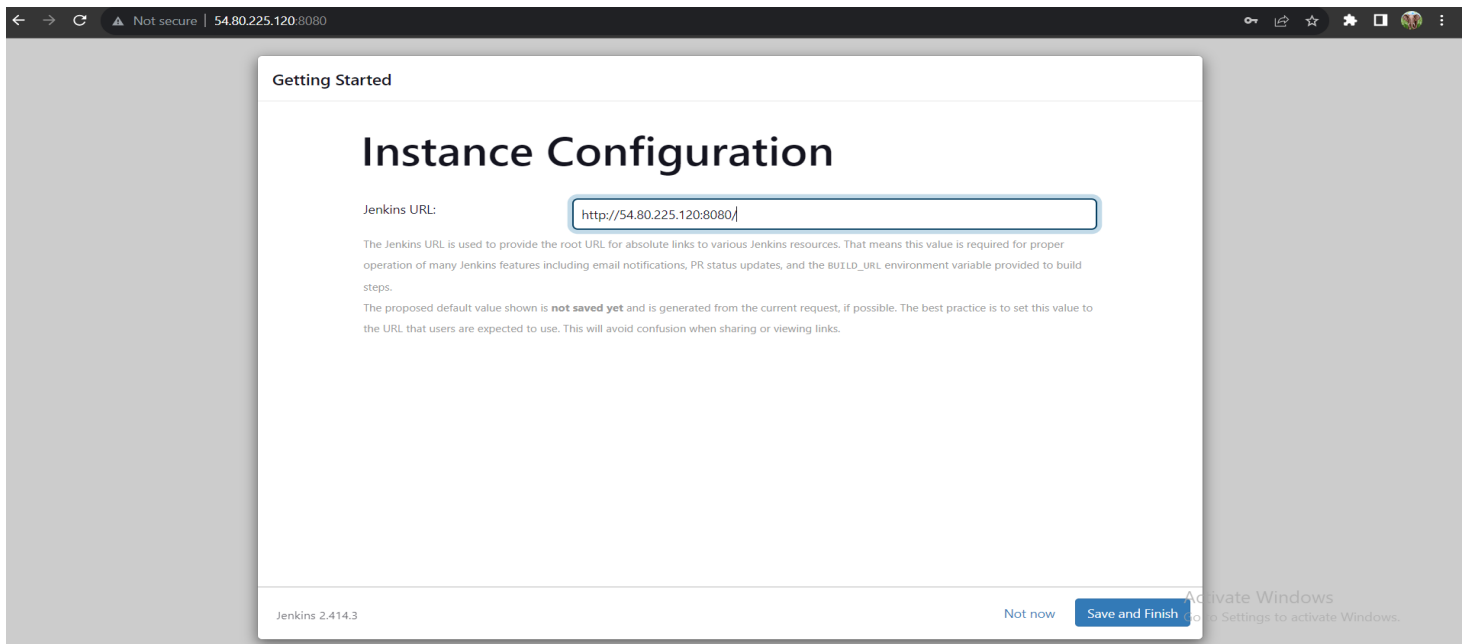 Not secure | 54.80.225.120:8080
Getting Started
Instance Configuration
Jenkins URL:
http://54.80.225.120:8080/
The Jenkins URL is used to provide the root URL for absolute links to various Jenkins resources. That means this value is required for proper
operation of many Jenkins features including email notifications, PR status updates, and the BUILD_URL environment variable provided to build
steps.
The proposed default value shown is not saved yet and is generated from the current request, if possible. The best practice is to set this value to
the URL that users are expected to use. This will avoid confusion when sharing or viewing links.
Jenkins 2.414.3
Not now
Save and Finish
Activate Windows
Go to Settings to activate Windows.